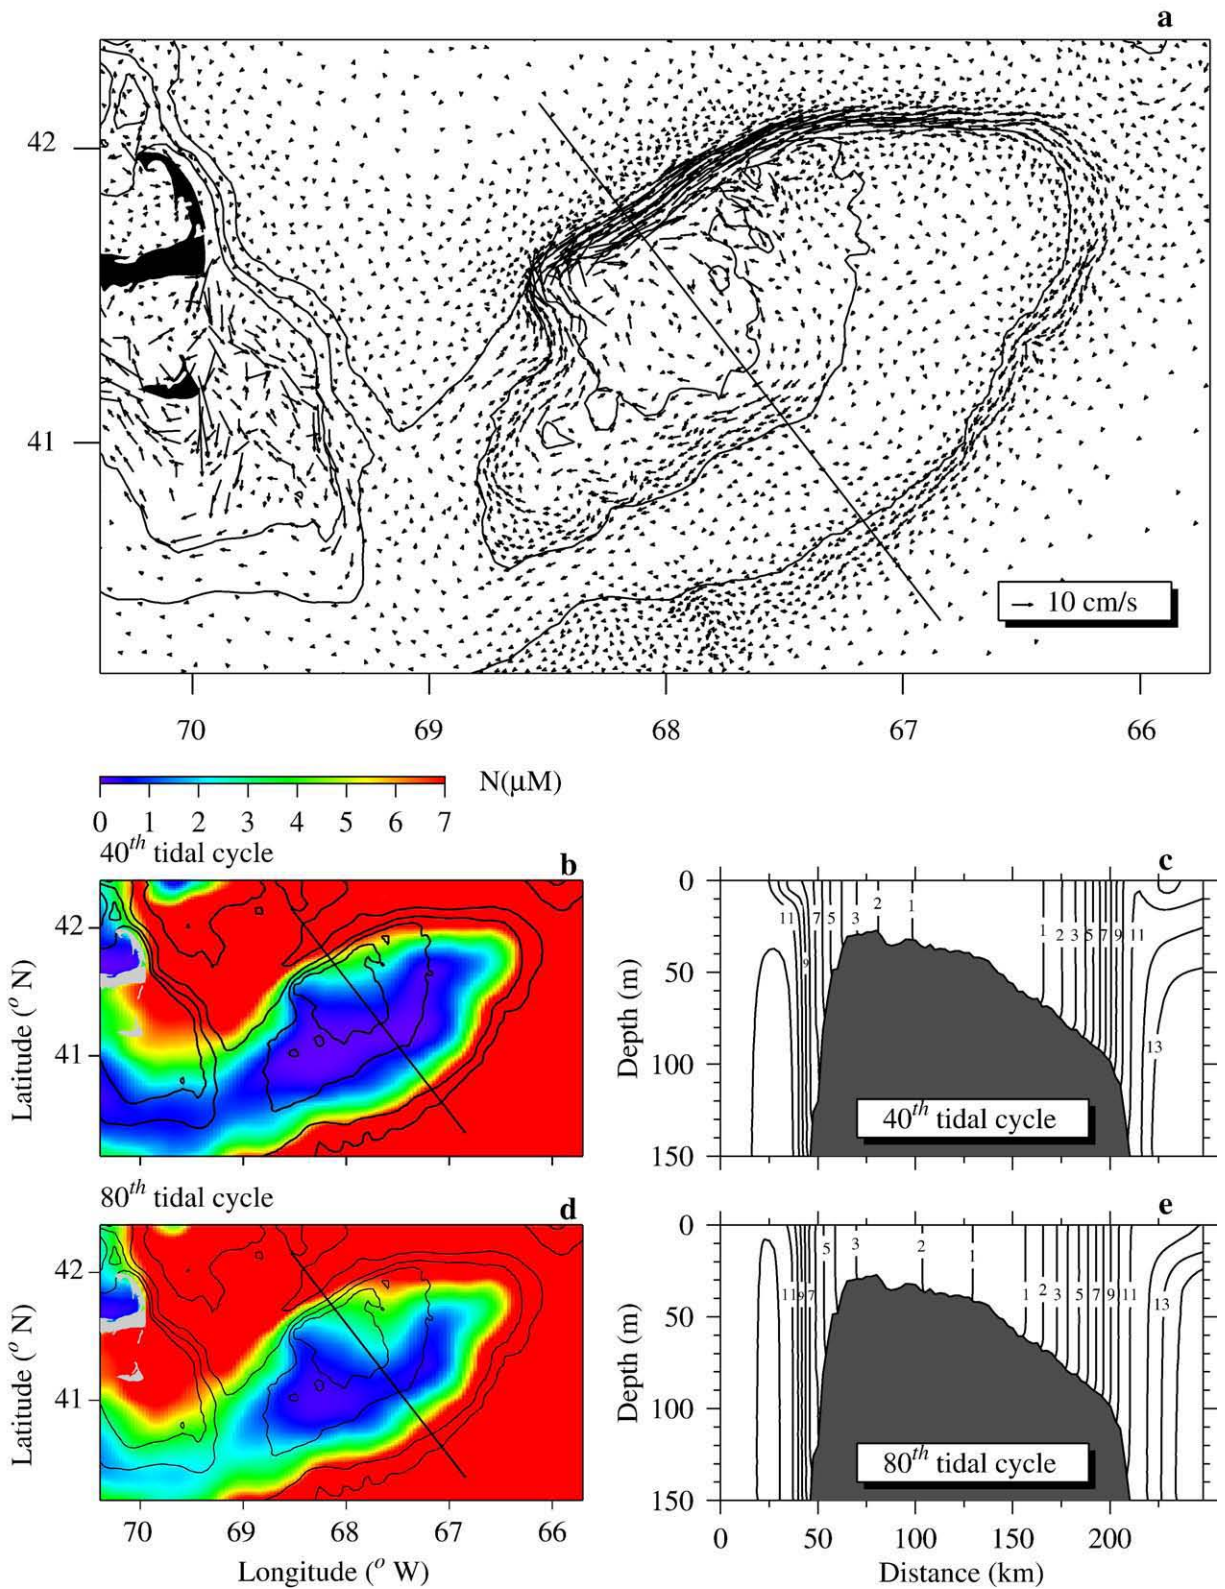 a
42
41
10 cm/s
70 69 68 67 66
N(μM)
0 1 2 3 4 5 6 7
40th tidal cycle
b
42
41
Latitude (° N)
c
0
50
100
150
Depth (m)
11 9 7 5 3 2 1 1 2 3 5 7 9 11 13
40th tidal cycle
80th tidal cycle
d
42
41
Latitude (° N)
70 69 68 67 66
Longitude (° W)
e
0
50
100
150
Depth (m)
11 9 7 5 3 2 1 1 2 3 5 7 9 11 13
80th tidal cycle
0 50 100 150 200
Distance (km)